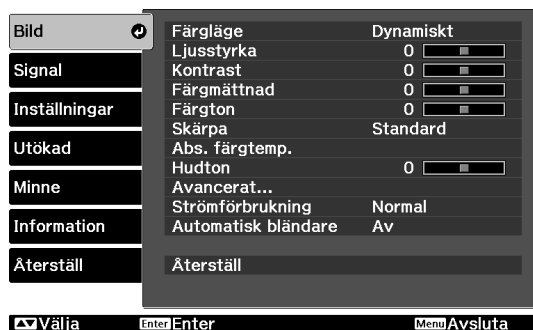 Bild
Signal
Inställningar
Utökad
Minne
Information
Återställ
Färgläge Dynamiskt
Ljusstyrka 0
Kontrast 0
Färgmättnad 0
Färgton 0
Skärpa Standard
Abs. färgtemp.
Hudton 0
Avancerat...
Strömförbrukning Normal
Automatisk bländare Av
Återställ
Välja Enter Enter Menu Avsluta